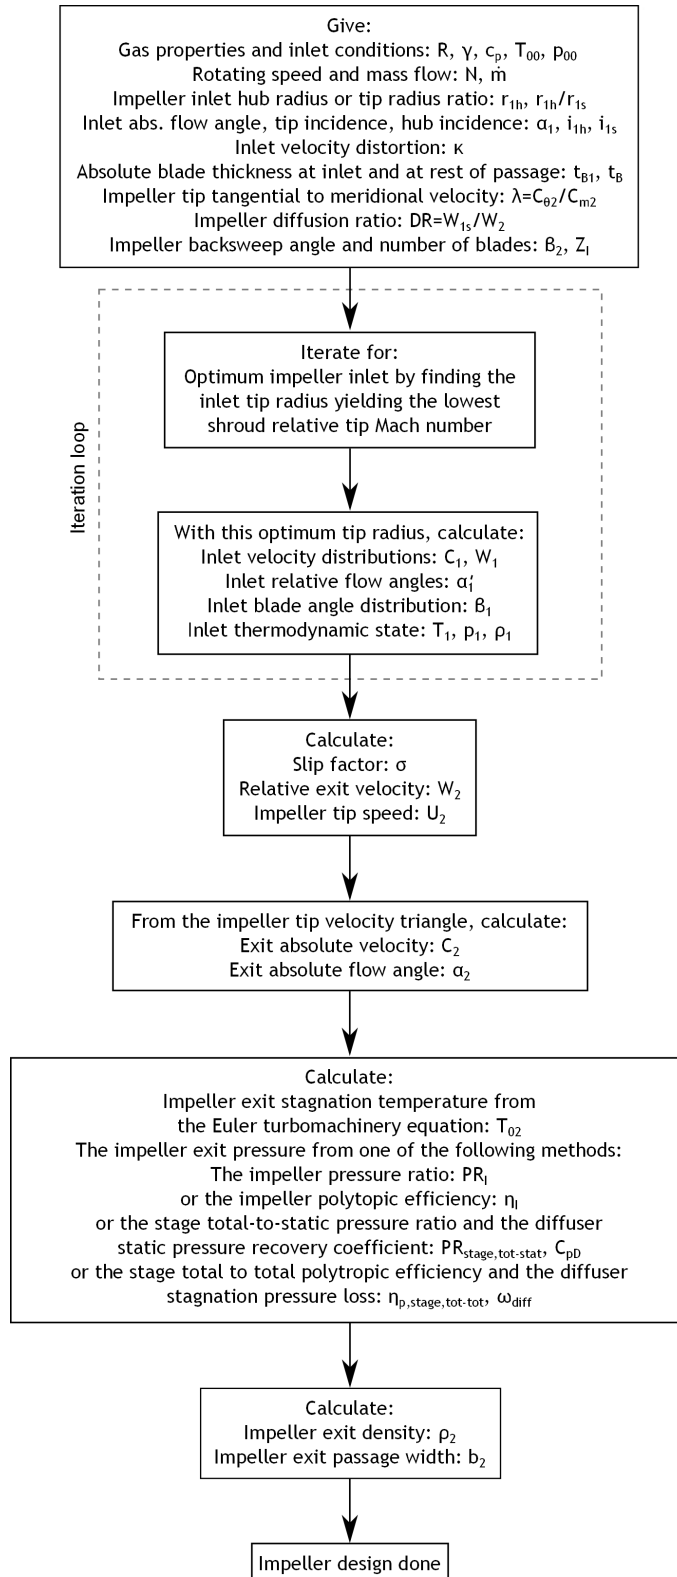 Give:
Gas properties and inlet conditions: R, γ, cₚ, T₀₀, p₀₀
Rotating speed and mass flow: N, ṁ
Impeller inlet hub radius or tip radius ratio: r₁ₕ, r₁ₕ/r₁ₛ
Inlet abs. flow angle, tip incidence, hub incidence: α₁, i₁ₕ, i₁ₛ
Inlet velocity distortion: κ
Absolute blade thickness at inlet and at rest of passage: t_B1, t_B
Impeller tip tangential to meridional velocity: λ=C_θ2/C_m2
Impeller diffusion ratio: DR=W₁ₛ/W₂
Impeller backsweep angle and number of blades: β₂, Z_I
Iteration loop
Iterate for:
Optimum impeller inlet by finding the
inlet tip radius yielding the lowest
shroud relative tip Mach number
With this optimum tip radius, calculate:
Inlet velocity distributions: C₁, W₁
Inlet relative flow angles: α₁′
Inlet blade angle distribution: β₁
Inlet thermodynamic state: T₁, p₁, ρ₁
Calculate:
Slip factor: σ
Relative exit velocity: W₂
Impeller tip speed: U₂
From the impeller tip velocity triangle, calculate:
Exit absolute velocity: C₂
Exit absolute flow angle: α₂
Calculate:
Impeller exit stagnation temperature from
the Euler turbomachinery equation: T₀₂
The impeller exit pressure from one of the following methods:
The impeller pressure ratio: PR_I
or the impeller polytopic efficiency: η_I
or the stage total-to-static pressure ratio and the diffuser
static pressure recovery coefficient: PR_stage,tot-stat, C_pD
or the stage total to total polytropic efficiency and the diffuser
stagnation pressure loss: η_p,stage,tot-tot, ω_diff
Calculate:
Impeller exit density: ρ₂
Impeller exit passage width: b₂
Impeller design done